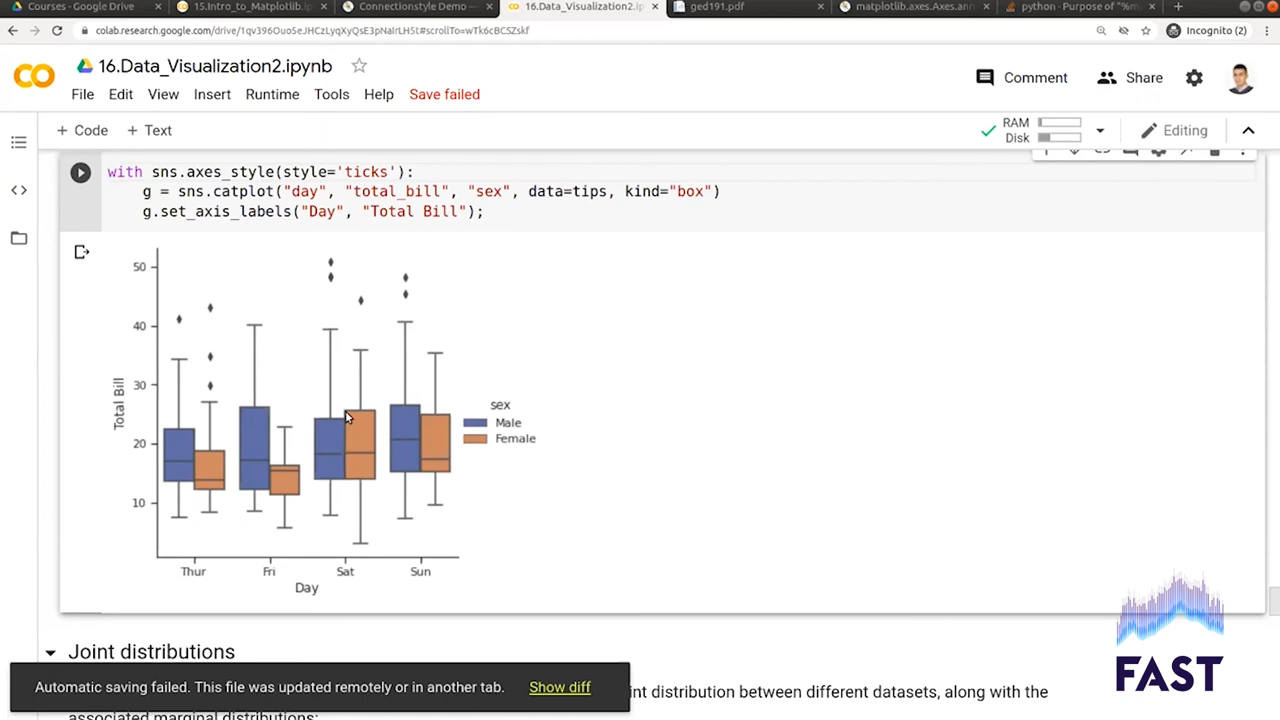 Courses - Google Drive
15.Intro_to_Matplotlib.i
Connectionstyle Demo —
16.Data_Visualization2.i
ged191.pdf
matplotlib.axes.Axes.ann
python - Purpose of "%m
colab.research.google.com/drive/1qv396Ouo5eJHCzLyqXyQsE3pNaIrLH5t#scrollTo=wTk6cBCSZskf
Incognito (2)
16.Data_Visualization2.ipynb
Comment
Share
File Edit View Insert Runtime Tools Help Save failed
+ Code + Text
RAM
Disk
Editing
with sns.axes_style(style='ticks'):
g = sns.catplot("day", "total_bill", "sex", data=tips, kind="box")
g.set_axis_labels("Day", "Total Bill");
50
40
30
20
10
Total Bill
Thur Fri Sat Sun
Day
sex
Male
Female
Joint distributions
int distribution between different datasets, along with the
associated marginal distributions:
Automatic saving failed. This file was updated remotely or in another tab. Show diff
FAST